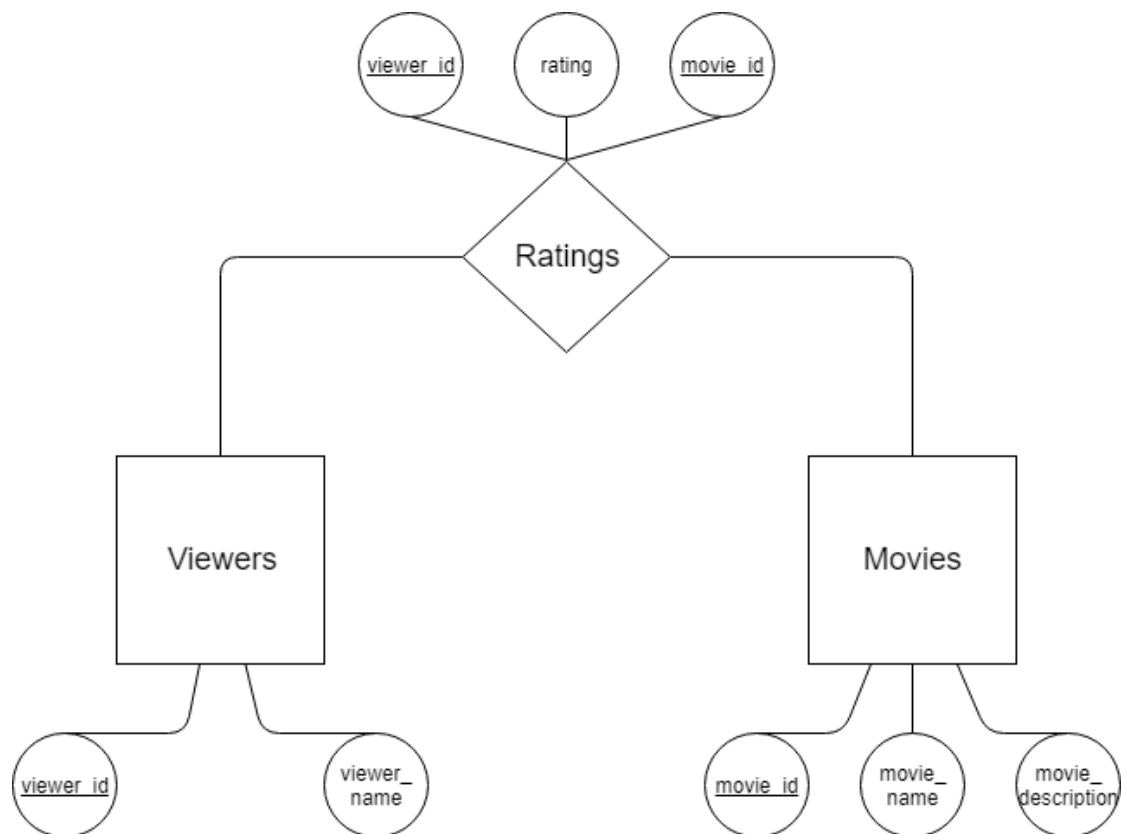 viewer_id
rating
movie_id
Ratings
Viewers
Movies
viewer_id
viewer_
name
movie_id
movie_
name
movie_
description